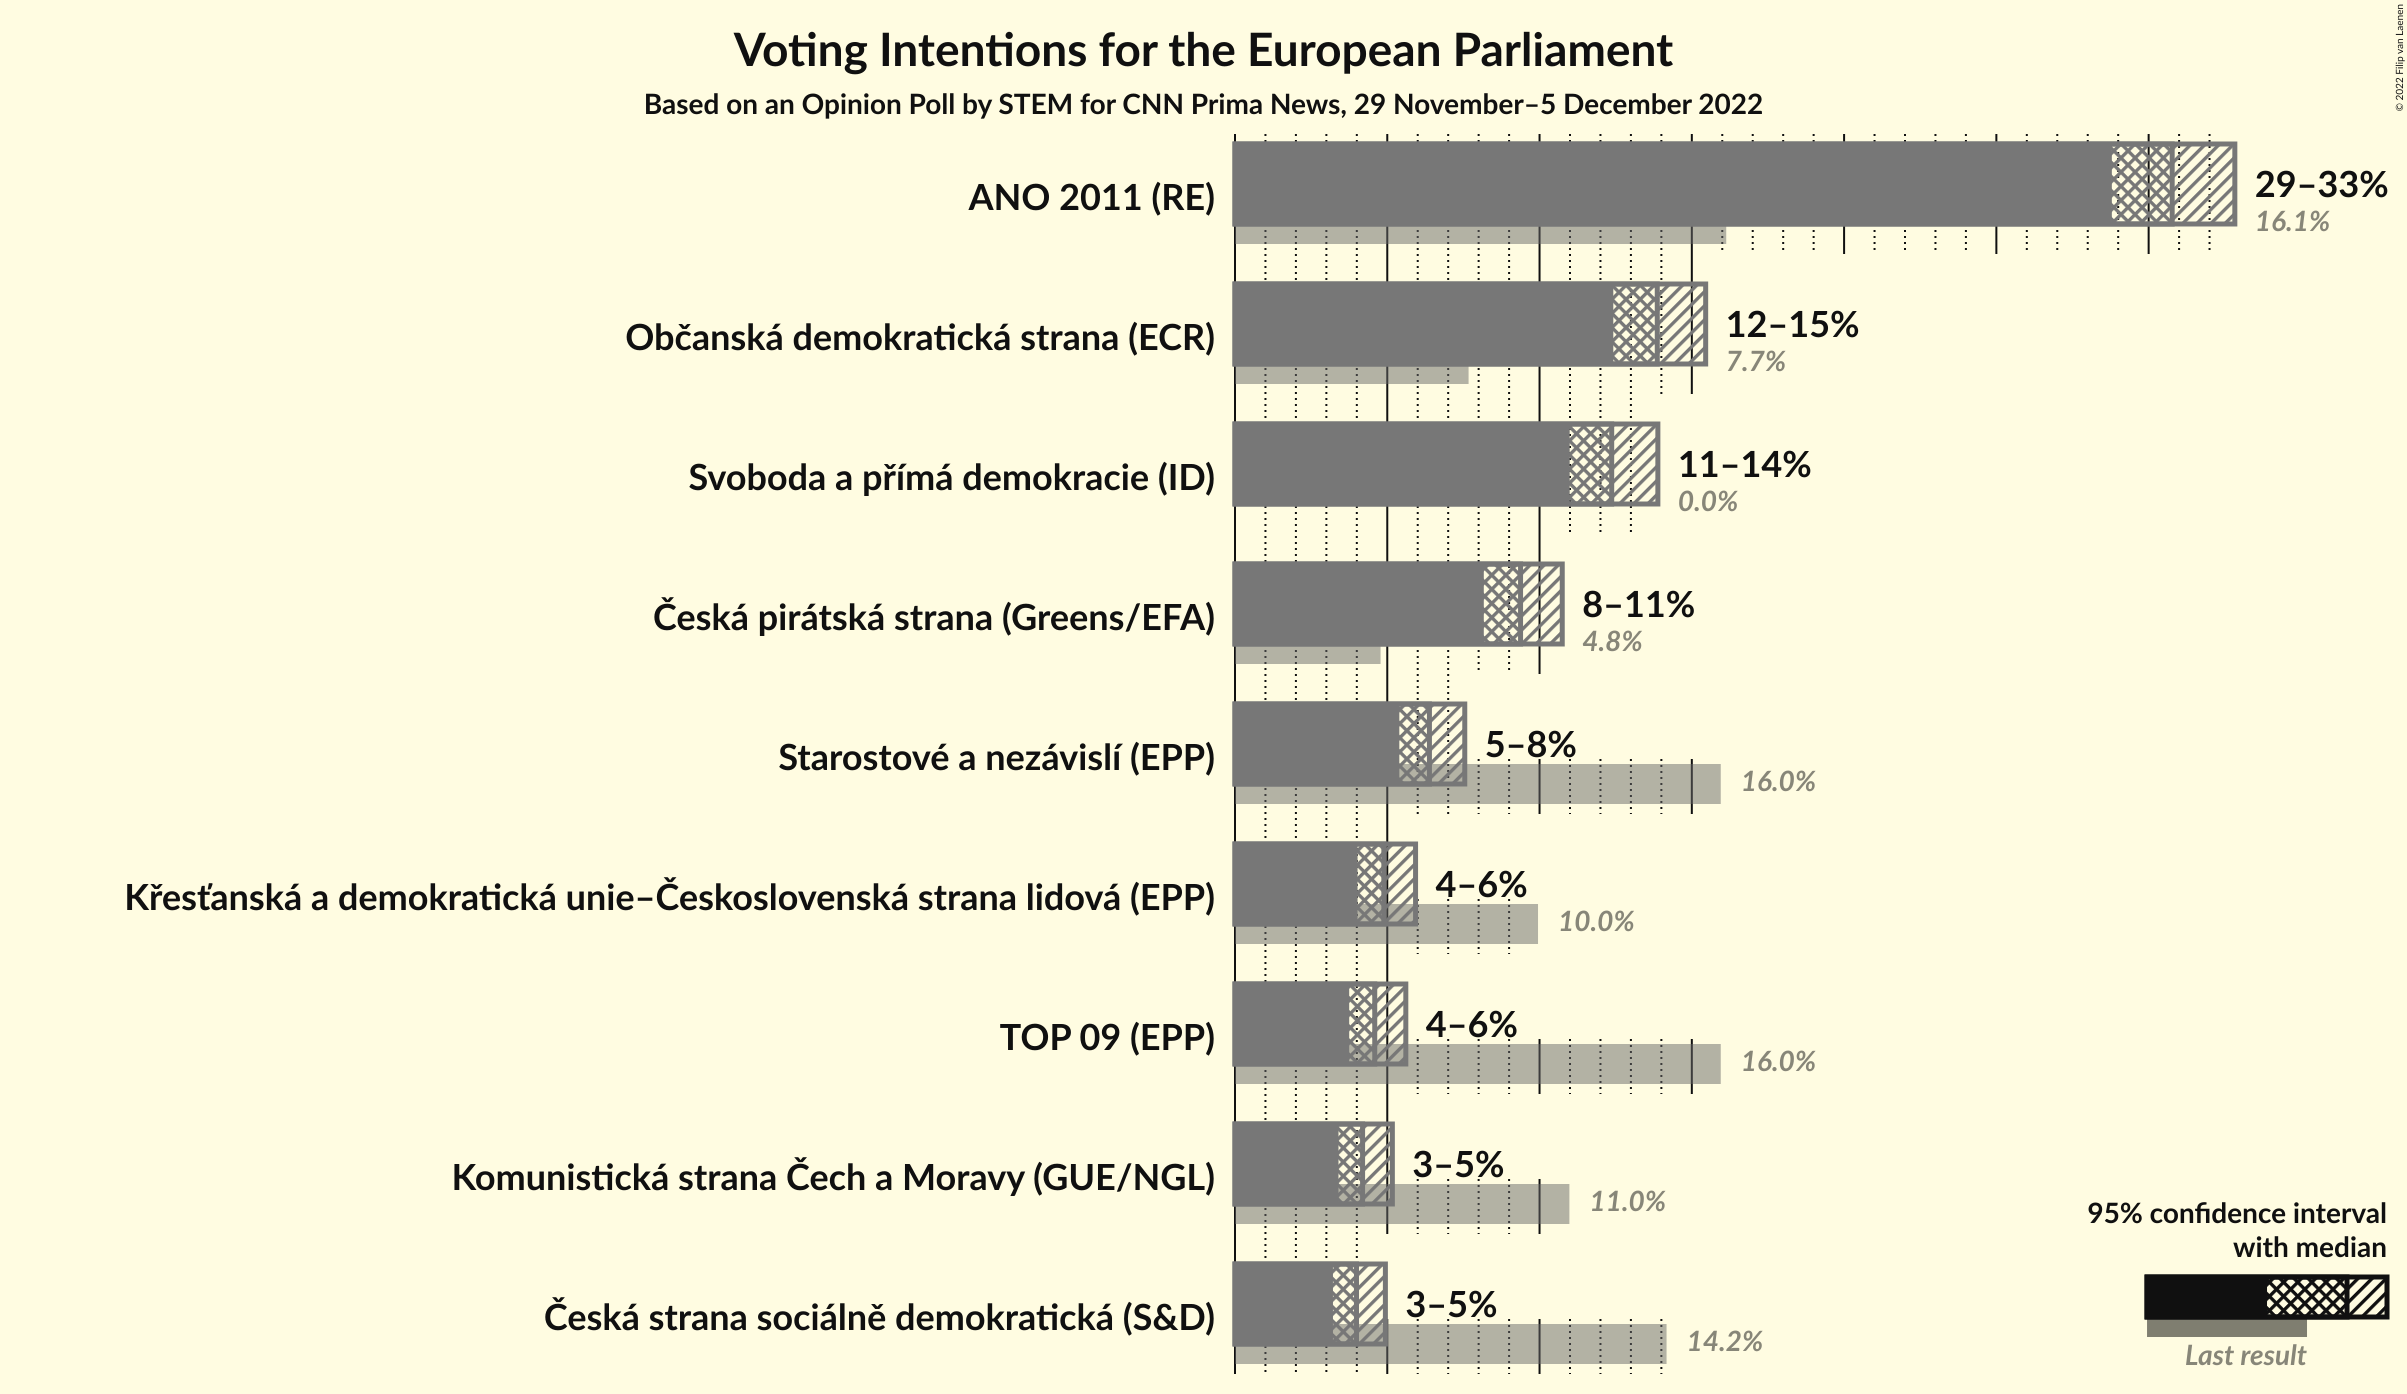 Voting Intentions for the European Parliament
Based on an Opinion Poll by STEM for CNN Prima News, 29 November–5 December 2022
© 2022 Filip van Laenen
ANO 2011 (RE)
29–33%
16.1%
Občanská demokratická strana (ECR)
12–15%
7.7%
Svoboda a přímá demokracie (ID)
11–14%
0.0%
Česká pirátská strana (Greens/EFA)
8–11%
4.8%
Starostové a nezávislí (EPP)
5–8%
16.0%
Křesťanská a demokratická unie–Československá strana lidová (EPP)
4–6%
10.0%
TOP 09 (EPP)
4–6%
16.0%
Komunistická strana Čech a Moravy (GUE/NGL)
3–5%
11.0%
Česká strana sociálně demokratická (S&D)
3–5%
14.2%
95% confidence interval
with median
Last result